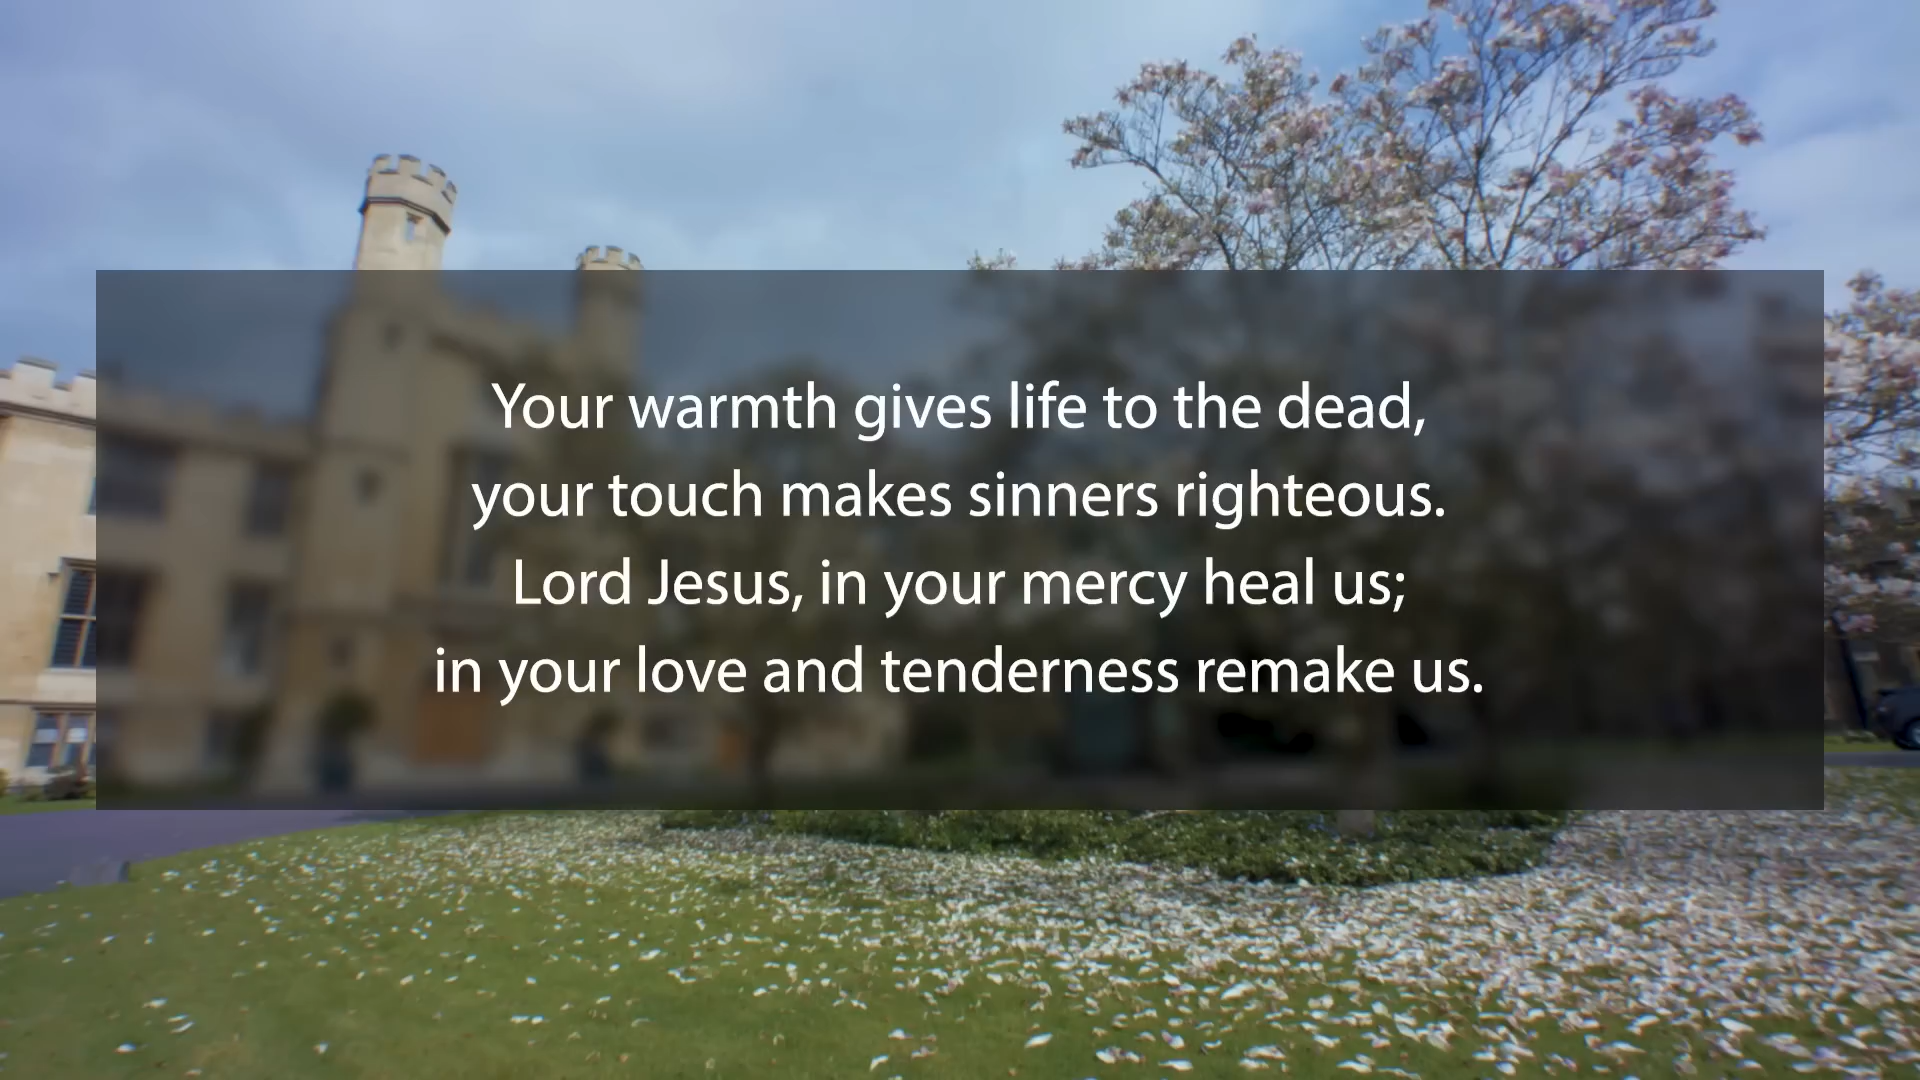 Your warmth gives life to the dead,
your touch makes sinners righteous.
Lord Jesus, in your mercy heal us;
in your love and tenderness remake us.